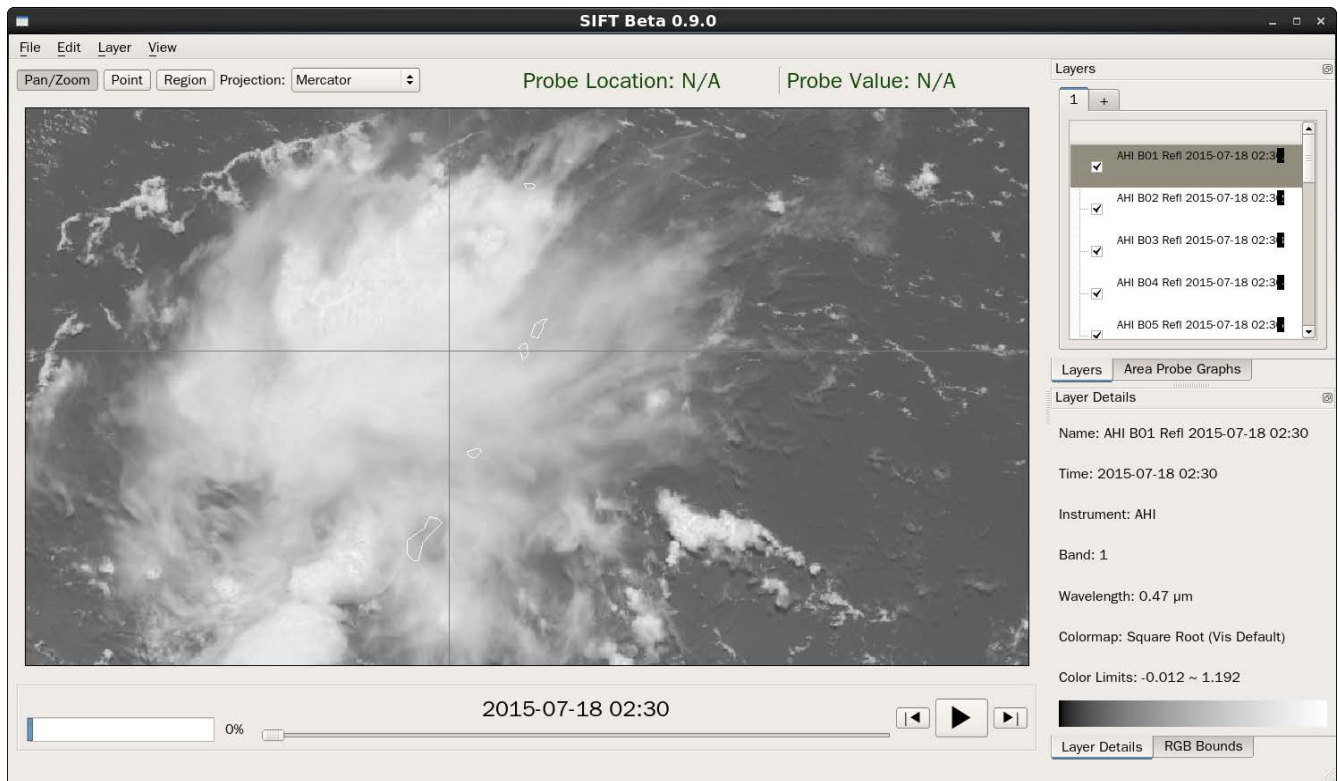 SIFT Beta 0.9.0
File Edit Layer View
Pan/Zoom Point Region Projection: Mercator
Probe Location: N/A
Probe Value: N/A
Layers
1 +
AHI B01 Refl 2015-07-18 02:3
AHI B02 Refl 2015-07-18 02:3
AHI B03 Refl 2015-07-18 02:3
AHI B04 Refl 2015-07-18 02:3
AHI B05 Refl 2015-07-18 02:3
Layers Area Probe Graphs
Layer Details
Name: AHI B01 Refl 2015-07-18 02:30
Time: 2015-07-18 02:30
Instrument: AHI
Band: 1
Wavelength: 0.47 µm
Colormap: Square Root (Vis Default)
Color Limits: -0.012 ~ 1.192
Layer Details RGB Bounds
2015-07-18 02:30
0%